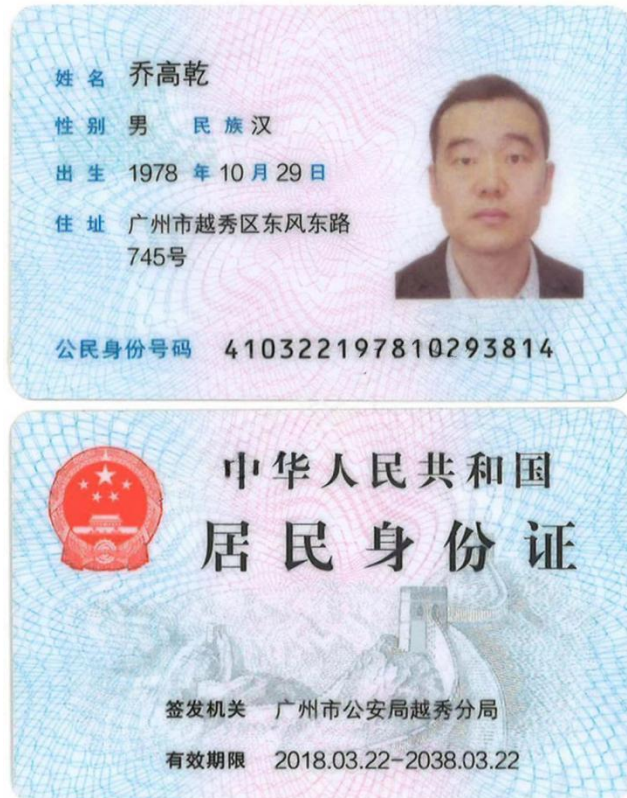 姓名 乔高乾
性别 男 民族 汉
出生 1978 年 10 月 29 日
住址 广州市越秀区东风东路
745号
公民身份号码 410322197810293814
中华人民共和国
居民身份证
签发机关 广州市公安局越秀分局
有效期限 2018.03.22-2038.03.22